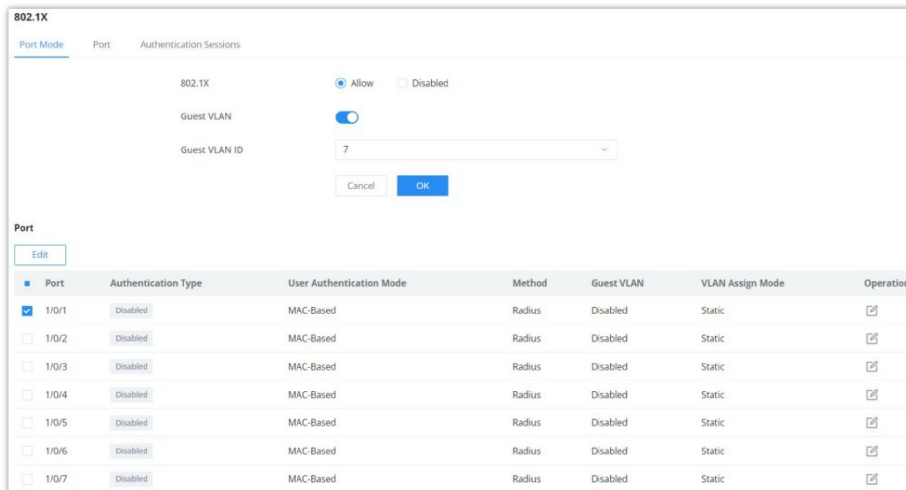 802.1X
Port Mode Port Authentication Sessions
802.1X Allow Disabled
Guest VLAN
Guest VLAN ID 7
Cancel OK
Port
Edit
Port Authentication Type User Authentication Mode Method Guest VLAN VLAN Assign Mode Operation
1/0/1 Disabled MAC-Based Radius Disabled Static
1/0/2 Disabled MAC-Based Radius Disabled Static
1/0/3 Disabled MAC-Based Radius Disabled Static
1/0/4 Disabled MAC-Based Radius Disabled Static
1/0/5 Disabled MAC-Based Radius Disabled Static
1/0/6 Disabled MAC-Based Radius Disabled Static
1/0/7 Disabled MAC-Based Radius Disabled Static